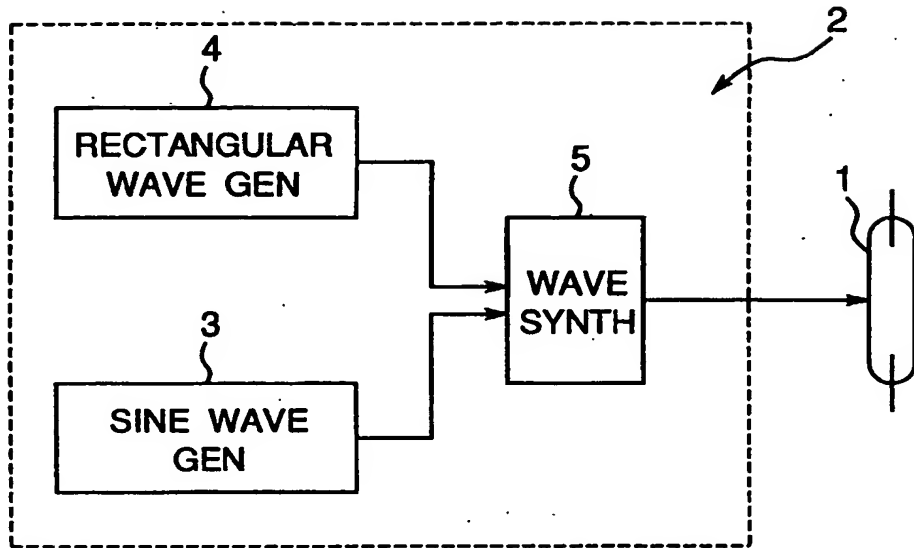 2
4
RECTANGULAR
WAVE GEN
5
1
WAVE
SYNTH
3
SINE WAVE
GEN